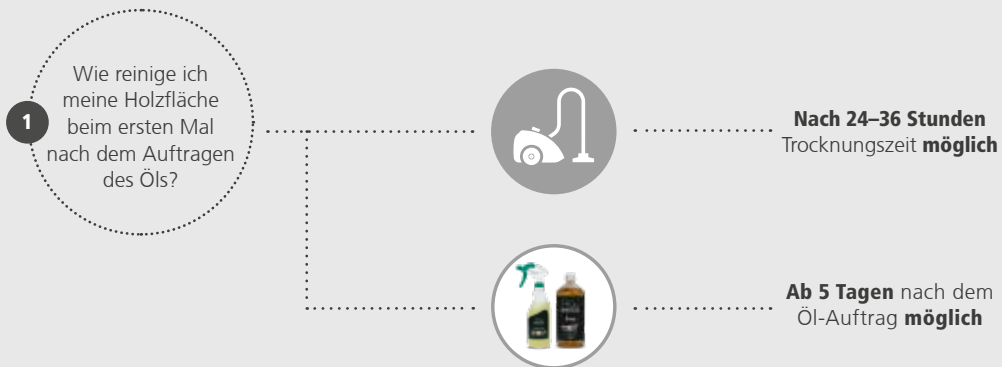 1
Wie reinige ich
meine Holzfläche
beim ersten Mal
nach dem Auftragen
des Öls?
Nach 24–36 Stunden
Trocknungszeit möglich
Ab 5 Tagen nach dem
Öl-Auftrag möglich